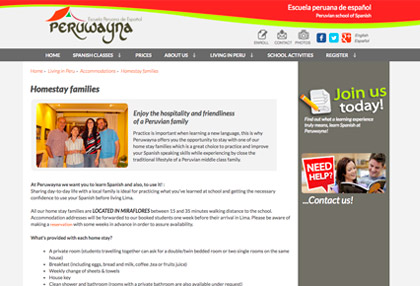 Escuela peruana de español
Peruvian school of Spanish
Escuela Peruana de Español
PERUWAYNA
ENROLL CONTACT PHOTOS
English
Español
HOME SPANISH CLASSES PRICES ABOUT US LIVING IN PERU SCHOOL ACTIVITIES REGISTER
Home » Living in Peru » Accommodations » Homestay families
Homestay families
Enjoy the hospitality and friendliness
of a Peruvian family
Practice is important when learning a new language, this is why
Peruwayna offers you the opportunity to stay with one of our
home stay families which is a great choice to practice and improve
your Spanish speaking skills while experiencing by close the
traditional lifestyle of a Peruvian middle class family.
At Peruwayna we want you to learn Spanish and also, to use it!
Sharing day-to-day life with a local family is ideal for practicing what you've learned at school and getting the necessary
confidence to use your Spanish before living Lima.
All our home stay families are LOCATED IN MIRAFLORES between 15 and 35 minutes walking distance to the school.
Accommodation addresses will be forwarded to our booked students one week before their arrival in Lima. Please be aware of
making a reservation with some weeks in advance in order to assure availability.
What's provided with each home stay?
• A private room (students travelling together can ask for a double/twin bedded room or two single rooms on the same
house)
• Breakfast (including eggs, bread and milk, coffee, tea or fruits juice)
• Weekly change of sheets & towels
• House key
• Clean shower and bathroom (rooms with a private bathroom are also available under request)
Join us
today!
Find out what a learning experience
truly means, learn Spanish at
Peruwayna!
NEED
HELP?
...Contact us!